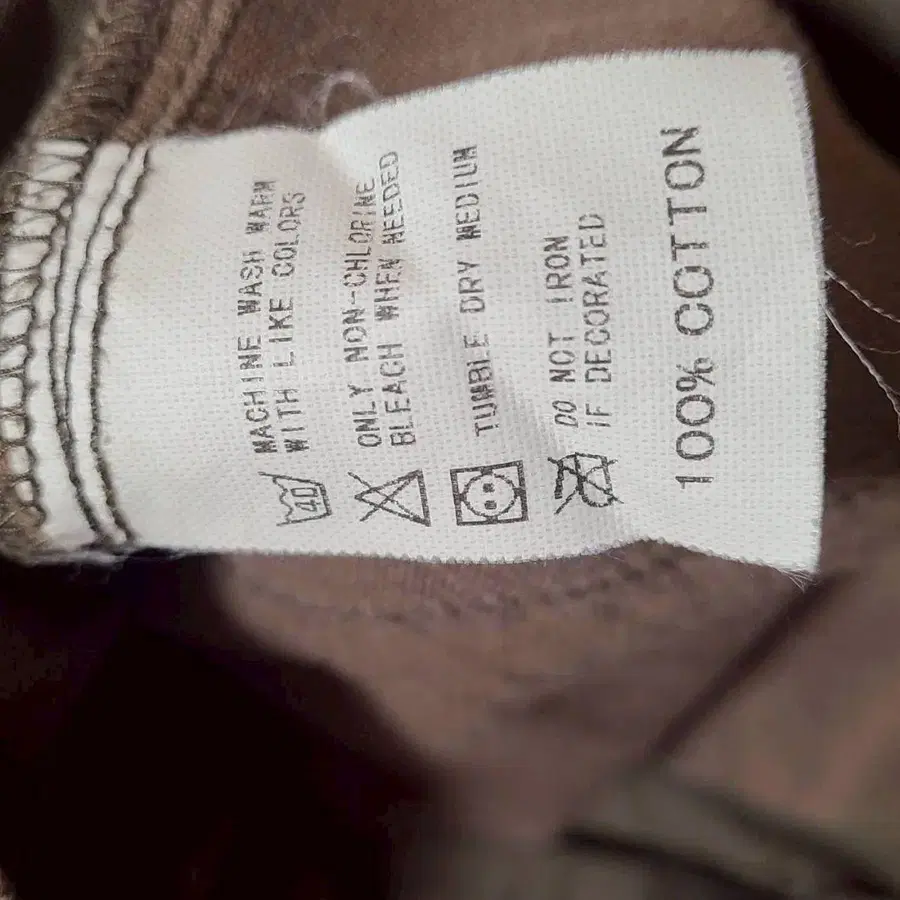 40 MACHINE WASH WARM
WITH LIKE COLORS
ONLY NON-CHLORINE
BLEACH WHEN NEEDED
TUMBLE DRY MEDIUM
DO NOT IRON
IF DECORATED
100% COTTON